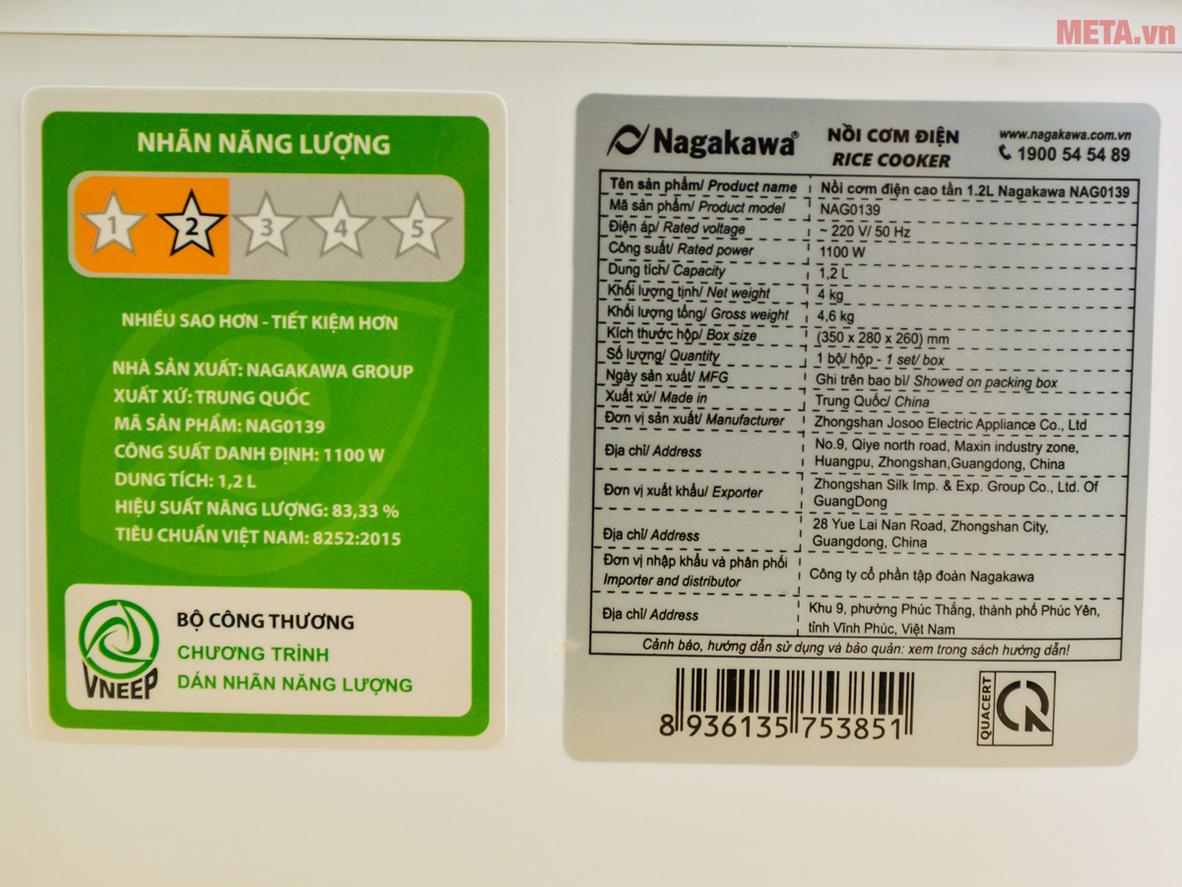 META.vn
NHÃN NĂNG LƯỢNG
1 2 3 4 5
NHIỀU SAO HƠN - TIẾT KIỆM HƠN
NHÀ SẢN XUẤT: NAGAKAWA GROUP
XUẤT XỨ: TRUNG QUỐC
MÃ SẢN PHẨM: NAG0139
CÔNG SUẤT DANH ĐỊNH: 1100 W
DUNG TÍCH: 1,2 L
HIỆU SUẤT NĂNG LƯỢNG: 83,33 %
TIÊU CHUẨN VIỆT NAM: 8252:2015
VNEEP
BỘ CÔNG THƯƠNG
CHƯƠNG TRÌNH
DÁN NHÃN NĂNG LƯỢNG
Nagakawa®
NỒI CƠM ĐIỆN
RICE COOKER
www.nagakawa.com.vn
1900 54 54 89
Tên sản phẩm/ Product name Nồi cơm điện cao tần 1.2L Nagakawa NAG0139
Mã sản phẩm/ Product model NAG0139
Điện áp/ Rated voltage ~ 220 V/ 50 Hz
Công suất/ Rated power 1100 W
Dung tích/ Capacity 1,2 L
Khối lượng tịnh/ Net weight 4 kg
Khối lượng tổng/ Gross weight 4,6 kg
Kích thước hộp/ Box size (350 x 280 x 260) mm
Số lượng/ Quantity 1 bộ/ hộp - 1 set/ box
Ngày sản xuất/ MFG Ghi trên bao bì/ Showed on packing box
Xuất xứ/ Made in Trung Quốc/ China
Đơn vị sản xuất/ Manufacturer Zhongshan Josoo Electric Appliance Co., Ltd
Địa chỉ/ Address No.9, Qiye north road, Maxin industry zone,
Huangpu, Zhongshan,Guangdong, China
Đơn vị xuất khẩu/ Exporter Zhongshan Silk Imp. & Exp. Group Co., Ltd. Of
GuangDong
Địa chỉ/ Address 28 Yue Lai Nan Road, Zhongshan City,
Guangdong, China
Đơn vị nhập khẩu và phân phối
Importer and distributor Công ty cổ phần tập đoàn Nagakawa
Địa chỉ/ Address Khu 9, phường Phúc Thắng, thành phố Phúc Yên,
tỉnh Vĩnh Phúc, Việt Nam
Cảnh báo, hướng dẫn sử dụng và bảo quản: xem trong sách hướng dẫn!
8 936135 753851
QUACERT